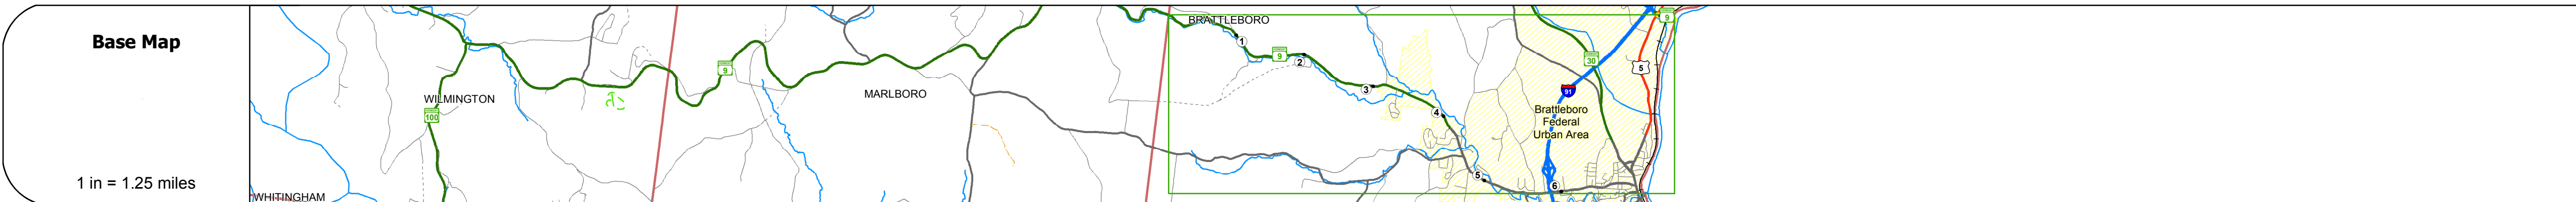 Base Map
1 in = 1.25 miles
WHITINGHAM
WILMINGTON
100
9
MARLBORO
BRATTLEBORO
1
9
2
3
4
5
6
30
91
5
9
Brattleboro
Federal
Urban Area